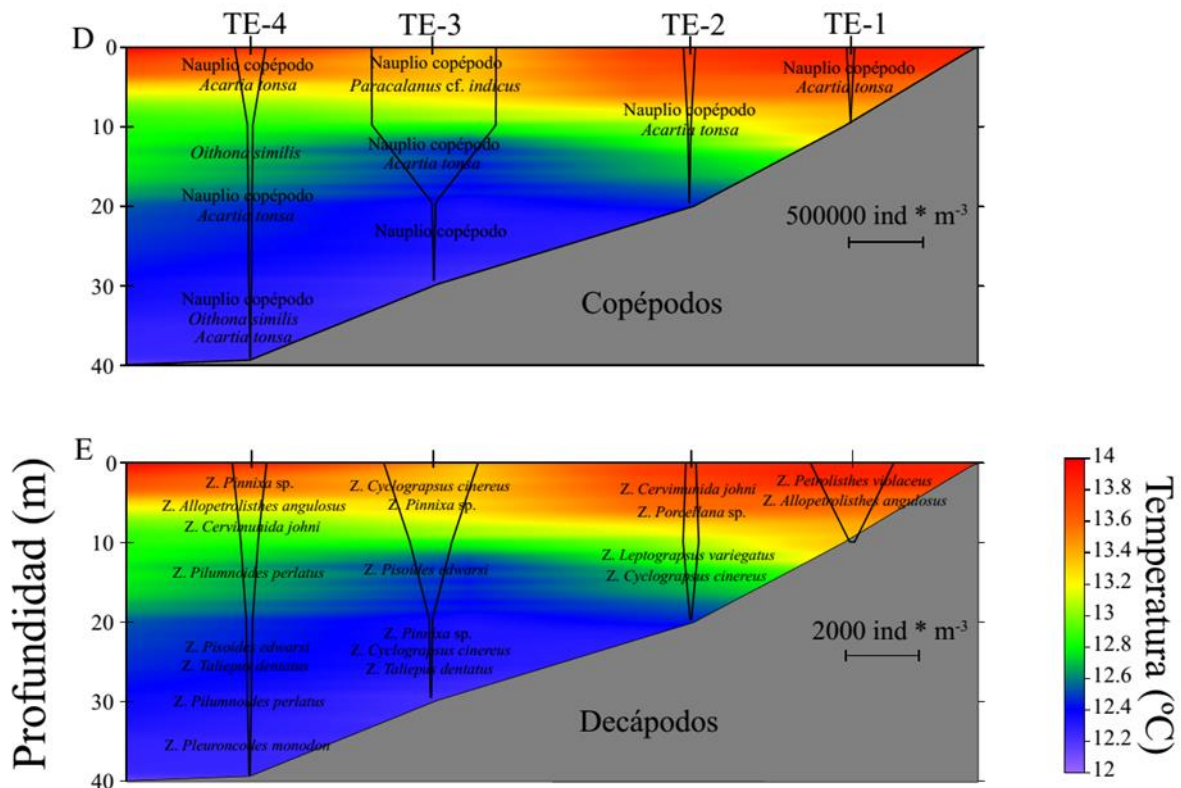 D
TE-4 TE-3 TE-2 TE-1
0
10
20
30
40
Nauplio copépodo
Acartia tonsa
Oithona similis
Nauplio copépodo
Acartia tonsa
Nauplio copépodo
Oithona similis
Acartia tonsa
Nauplio copépodo
Paracalanus cf. indicus
Nauplio copépodo
Acartia tonsa
Nauplio copépodo
Nauplio copépodo
Acartia tonsa
Nauplio copépodo
Acartia tonsa
500000 ind * m-3
Copépodos
E
Profundidad (m)
0
10
20
30
40
Z. Pinnixa sp.
Z. Allopetrolisthes angulosus
Z. Cervimunida johni
Z. Pilumnoides perlatus
Z. Pisoides edwarsi
Z. Taliepus dentatus
Z. Pilumnoides perlatus
Z. Pleuroncodes monodon
Z. Cyclograpsus cinereus
Z. Pinnixa sp.
Z. Pisoides edwarsi
Z. Pinnixa sp.
Z. Cyclograpsus cinereus
Z. Taliepus dentatus
Z. Cervimunida johni
Z. Porcellana sp.
Z. Leptograpsus variegatus
Z. Cyclograpsus cinereus
Z. Petrolisthes violaceus
Z. Allopetrolisthes angulosus
2000 ind * m-3
Decápodos
14
13.8
13.6
13.4
13.2
13
12.8
12.6
12.4
12.2
12
Temperatura (ºC)